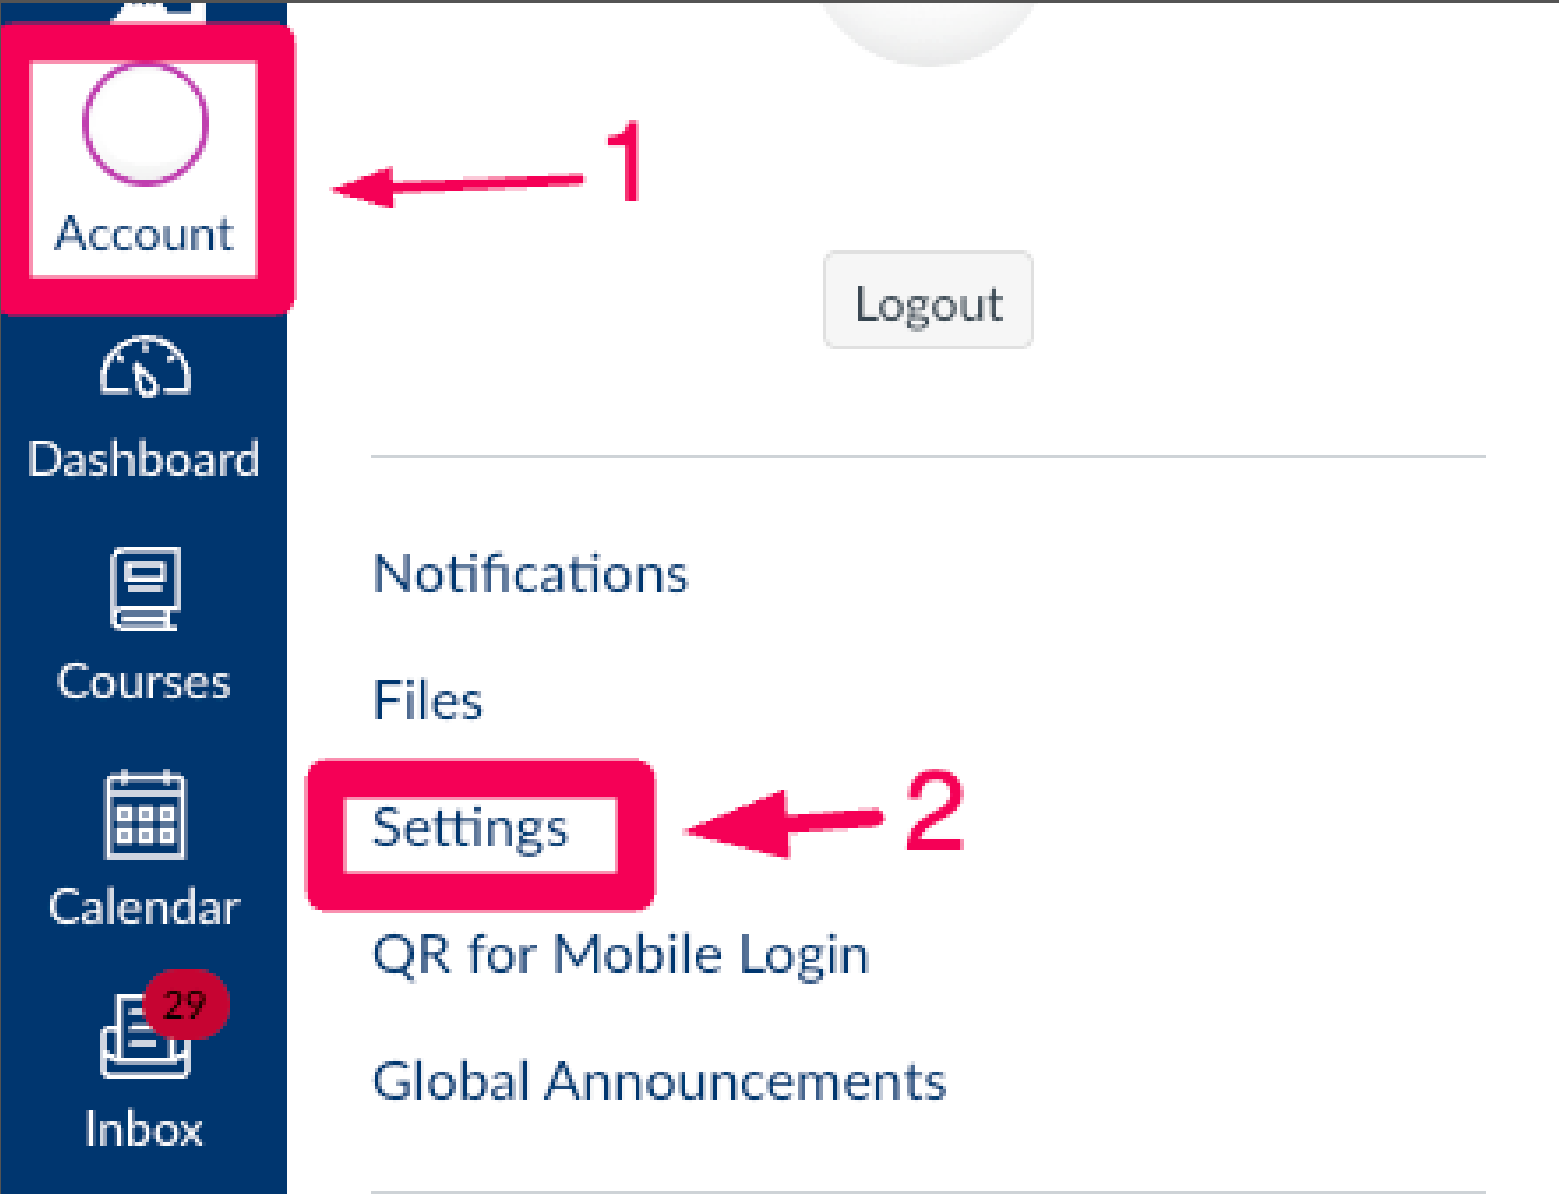 Account
1
Logout
Dashboard
Notifications
Courses
Files
Settings
2
Calendar
QR for Mobile Login
29
Global Announcements
Inbox